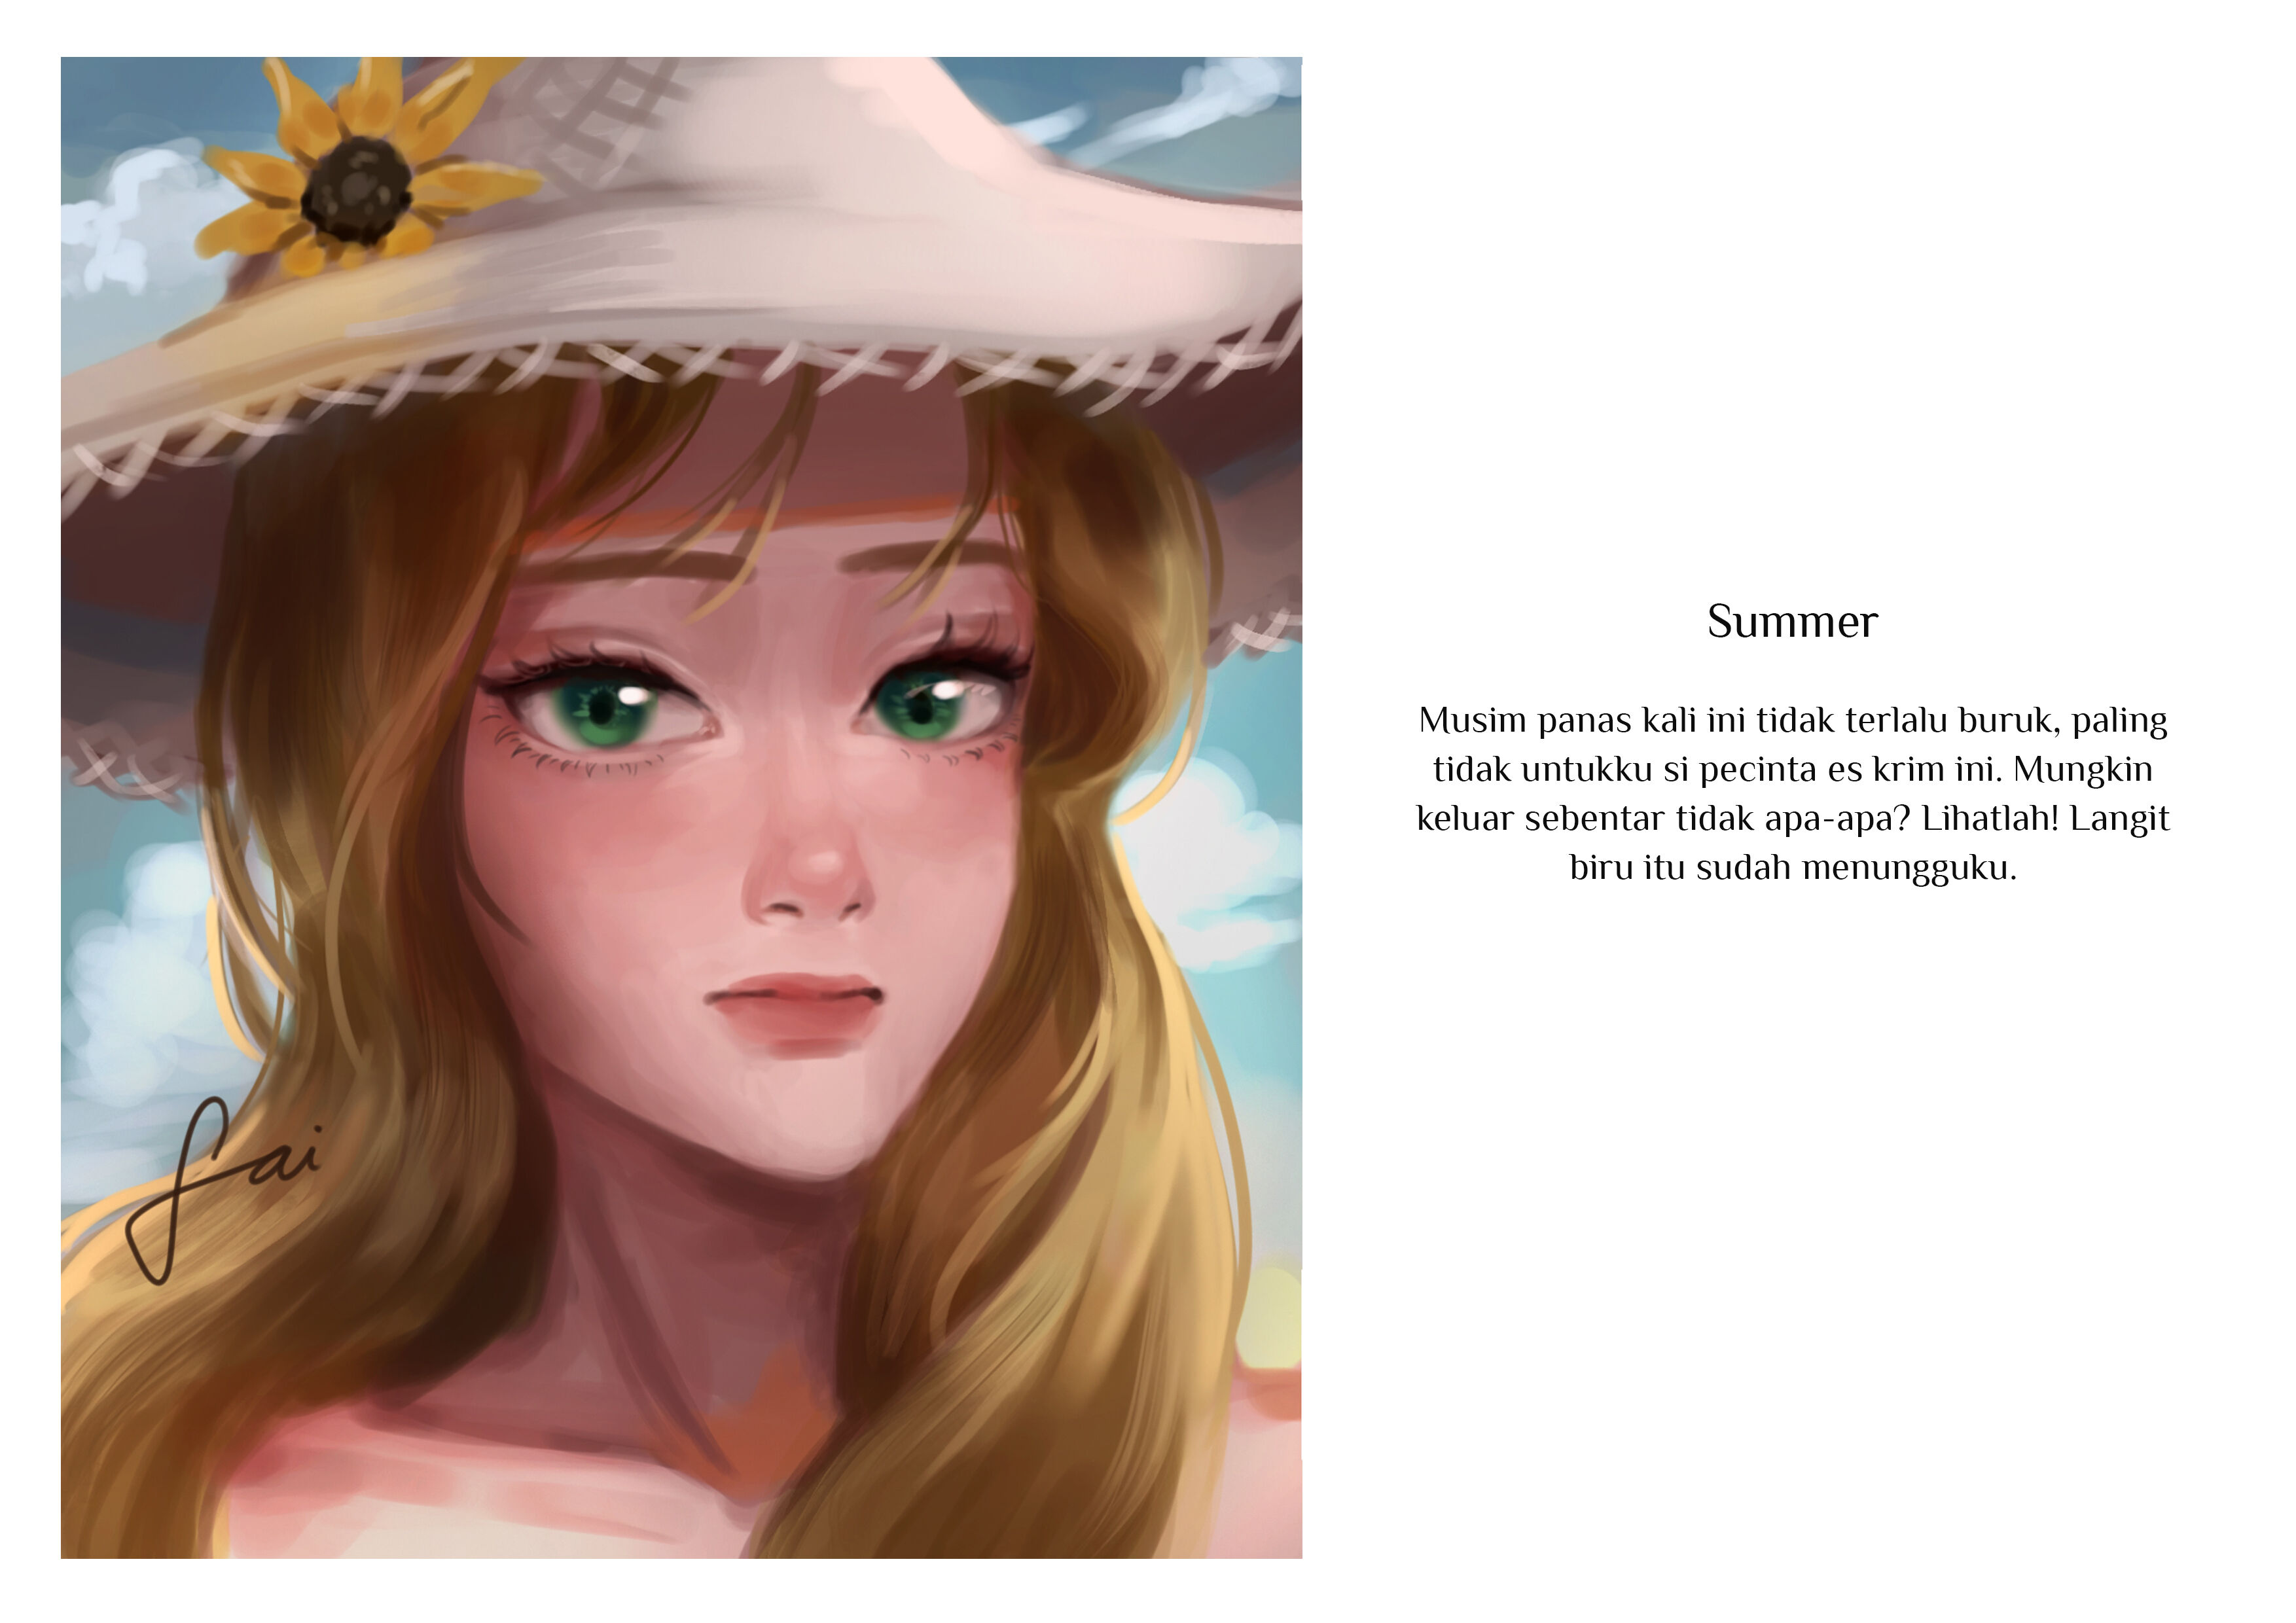 Summer
Musim panas kali ini tidak terlalu buruk, paling
tidak untukku si pecinta es krim ini. Mungkin
keluar sebentar tidak apa-apa? Lihatlah! Langit
biru itu sudah menungguku.